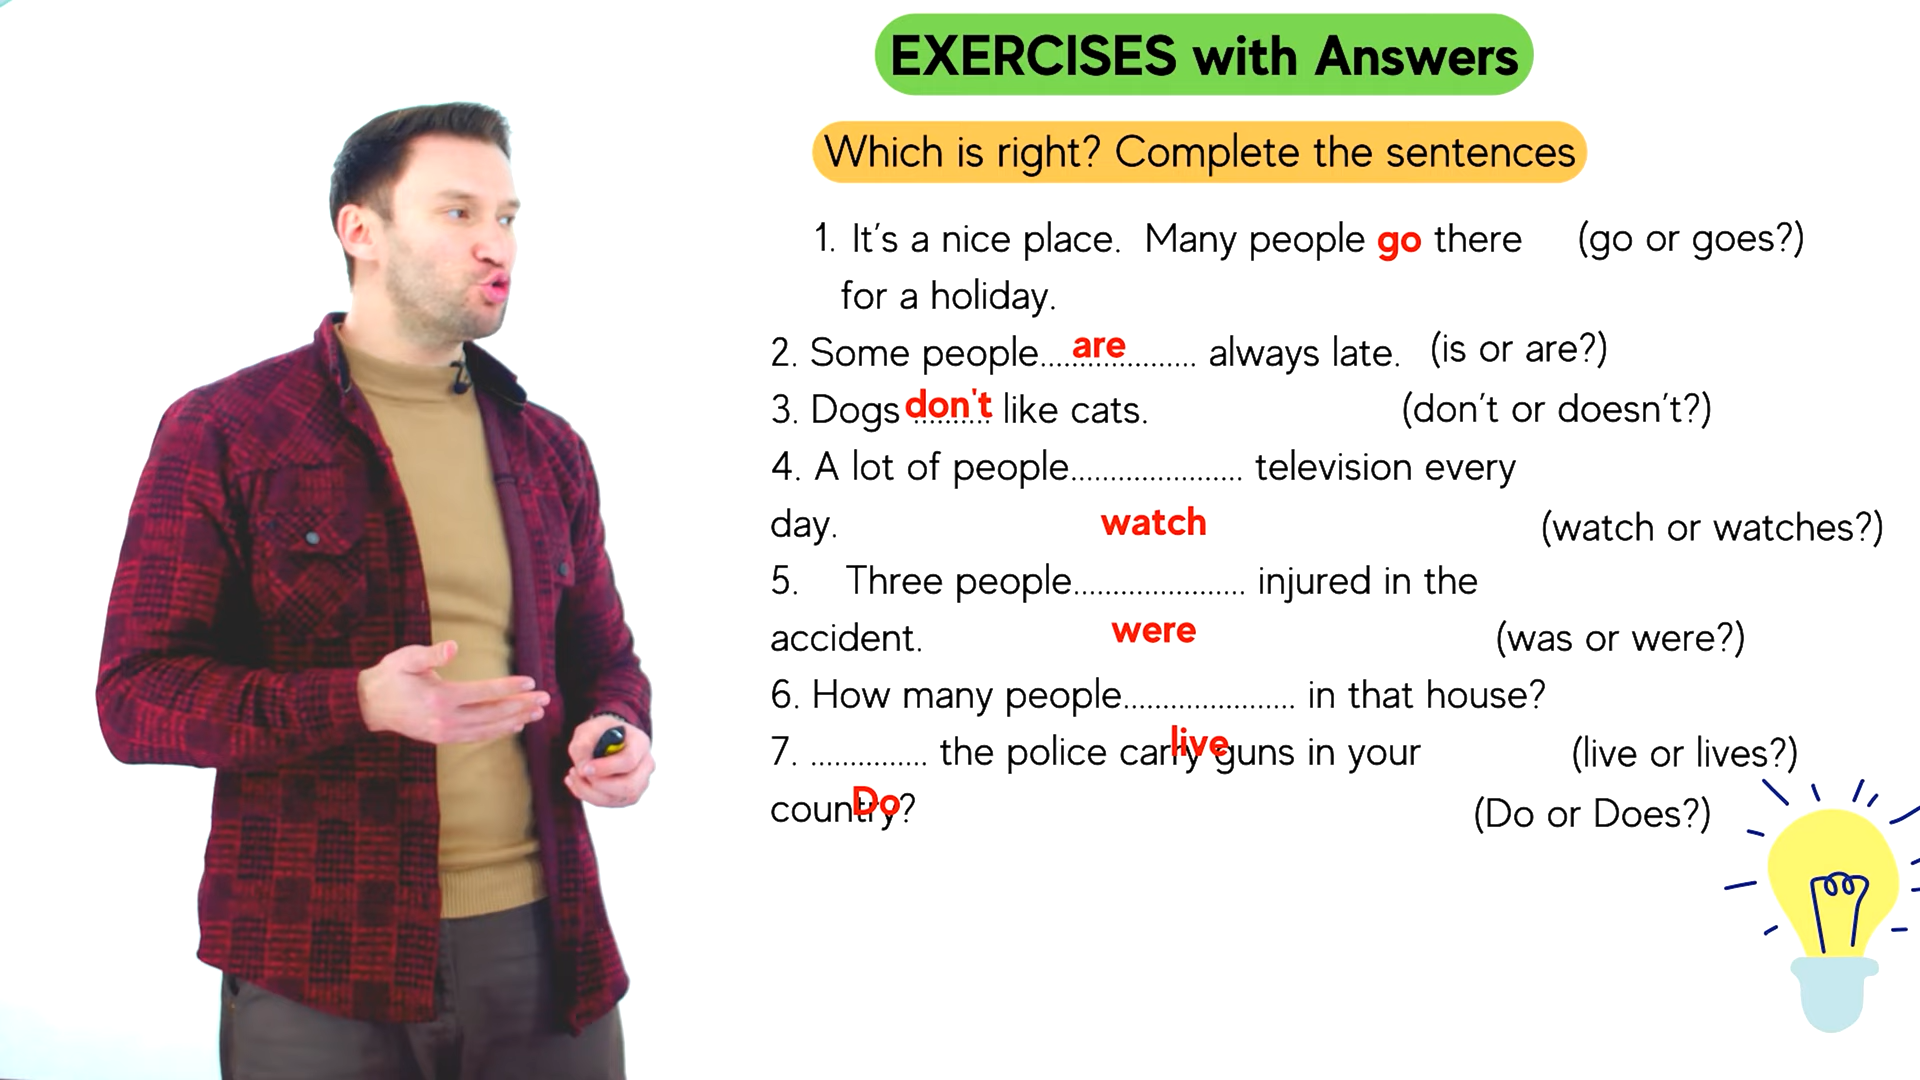 EXERCISES with Answers
Which is right? Complete the sentences
1. It's a nice place. Many people go there (go or goes?)
for a holiday.
2. Some people....are.... always late. (is or are?)
3. Dogs don't like cats. (don't or doesn't?)
4. A lot of people...................... television every
day. watch (watch or watches?)
5. Three people...................... injured in the
accident. were (was or were?)
6. How many people...................... in that house?
live
7. ............... the police carry guns in your (live or lives?)
Do
country? (Do or Does?)